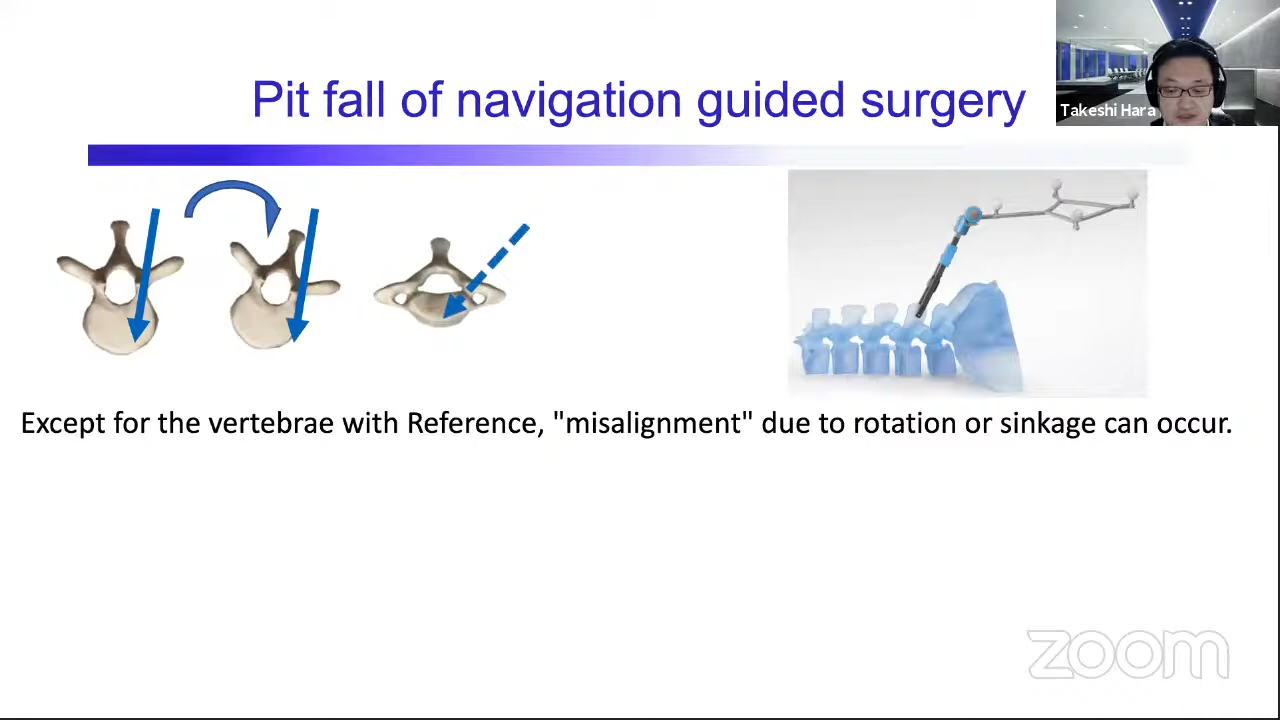 Pit fall of navigation guided surgery
Takeshi Hara
Except for the vertebrae with Reference, "misalignment" due to rotation or sinkage can occur.
zoom